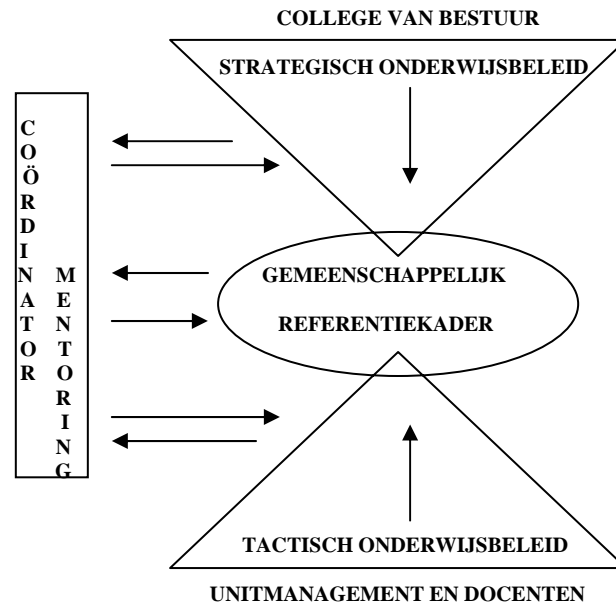 COLLEGE VAN BESTUUR
STRATEGISCH ONDERWIJSBELEID
COÖRDINATOR
MENTORING
GEMEENSCHAPPELIJK
REFERENTIEKADER
TACTISCH ONDERWIJSBELEID
UNITMANAGEMENT EN DOCENTEN